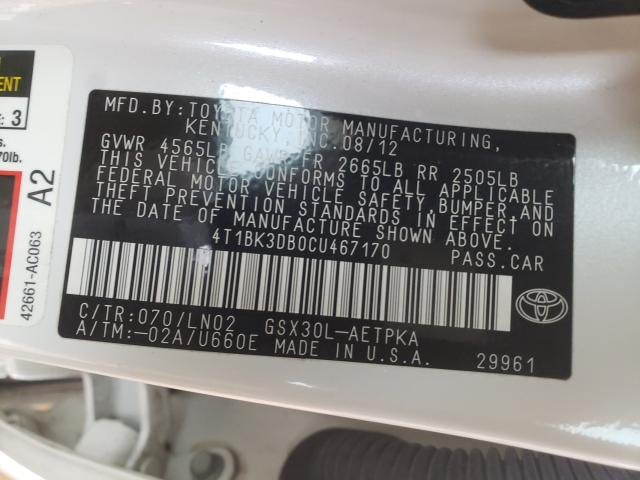 ENT
E: 3
s.
70lb.
A2
42661-AC063
MFD.BY: TOYOTA MOTOR MANUFACTURING,
KENTUCKY, INC. 08/12
GVWR 4565LB GAWR FR 2665LB RR 2505LB
THIS VEHICLE CONFORMS TO ALL APPLICABLE
FEDERAL MOTOR VEHICLE SAFETY, BUMPER, AND
THEFT PREVENTION STANDARDS IN EFFECT ON
THE DATE OF MANUFACTURE SHOWN ABOVE.
4T1BK3DB0CU467170 PASS.CAR
C/TR: 070/LN02 GSX30L-AETPKA
A/TM:-02A/U660E MADE IN U.S.A. 29961